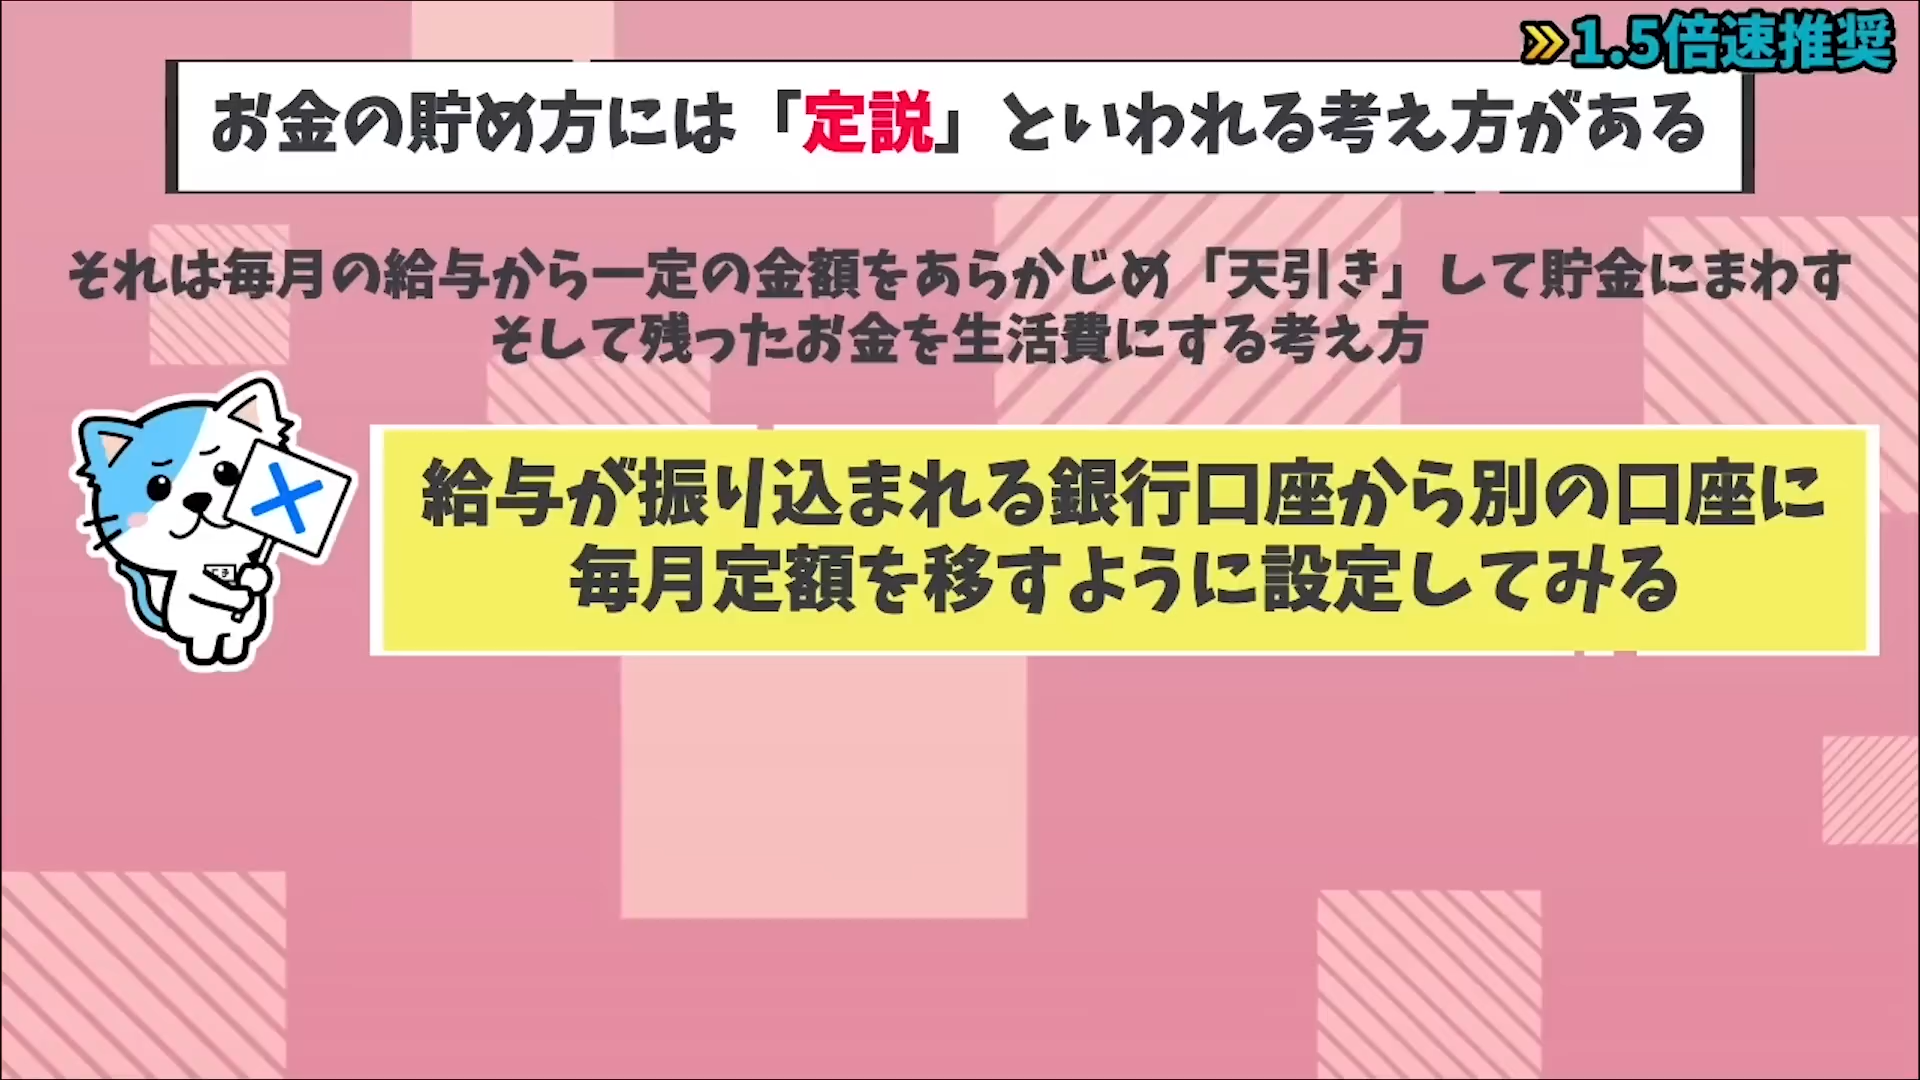 1.5倍速推奨
お金の貯め方には「定説」といわれる考え方がある
それは毎月の給与から一定の金額をあらかじめ「天引き」して貯金にまわす
そして残ったお金を生活費にする考え方
給与が振り込まれる銀行口座から別の口座に
毎月定額を移すように設定してみる